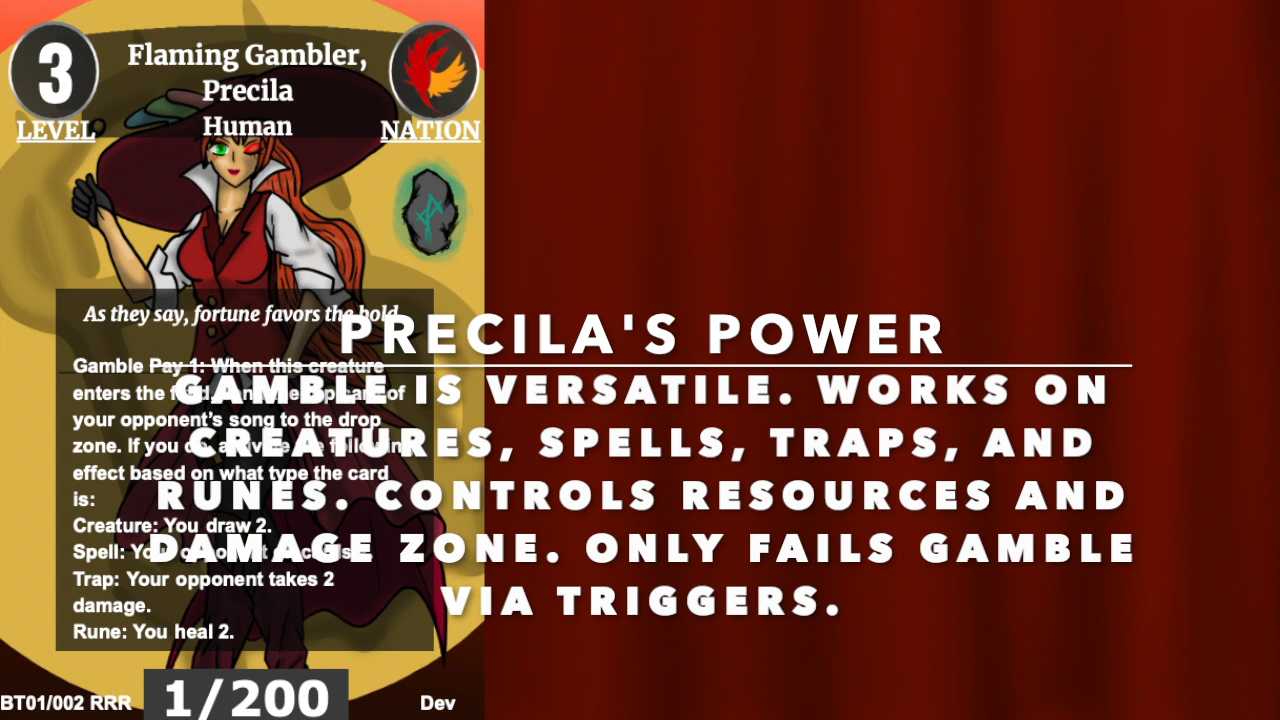 3
LEVEL
Flaming Gambler,
Precila
Human
NATION
As they say, fortune favors the bold
Gamble Pay 1: When this creature
enters the of
your opponent's song to the drop
zone. If you
effect based on what type the card
is:
Creature: You draw 2.
Spell:
Trap: Your opponent takes 2
damage.
Rune: You heal 2.
BT01/002 RRR
1/200
Dev
PRECILA'S POWER
GAMBLE IS VERSATILE. WORKS ON
CREATURES, SPELLS, TRAPS, AND
RUNES. CONTROLS RESOURCES AND
DAMAGE ZONE. ONLY FAILS GAMBLE
VIA TRIGGERS.